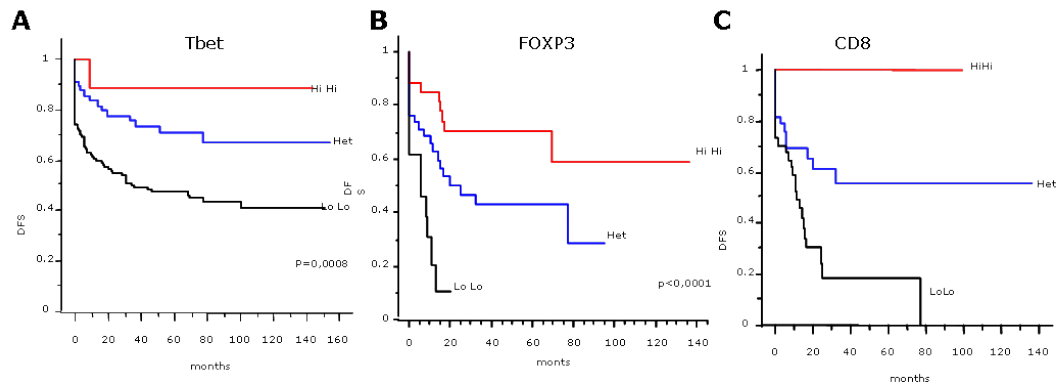 A
Tbet
1
0.8
0.6
0.4
0.2
0
DFS
Hi Hi
Het
Lo Lo
P=0,0008
0 20 40 60 80 100 120 140 160
months
B
FOXP3
1
0.8
0.6
0.4
0.2
0
DF
S
Hi Hi
Het
Lo Lo
p<0,0001
0 20 40 60 80 100 120 140
months
C
CD8
1
0.8
0.6
0.4
0.2
0
DFS
HiHi
Het
LoLo
0 20 40 60 80 100 120 140
months